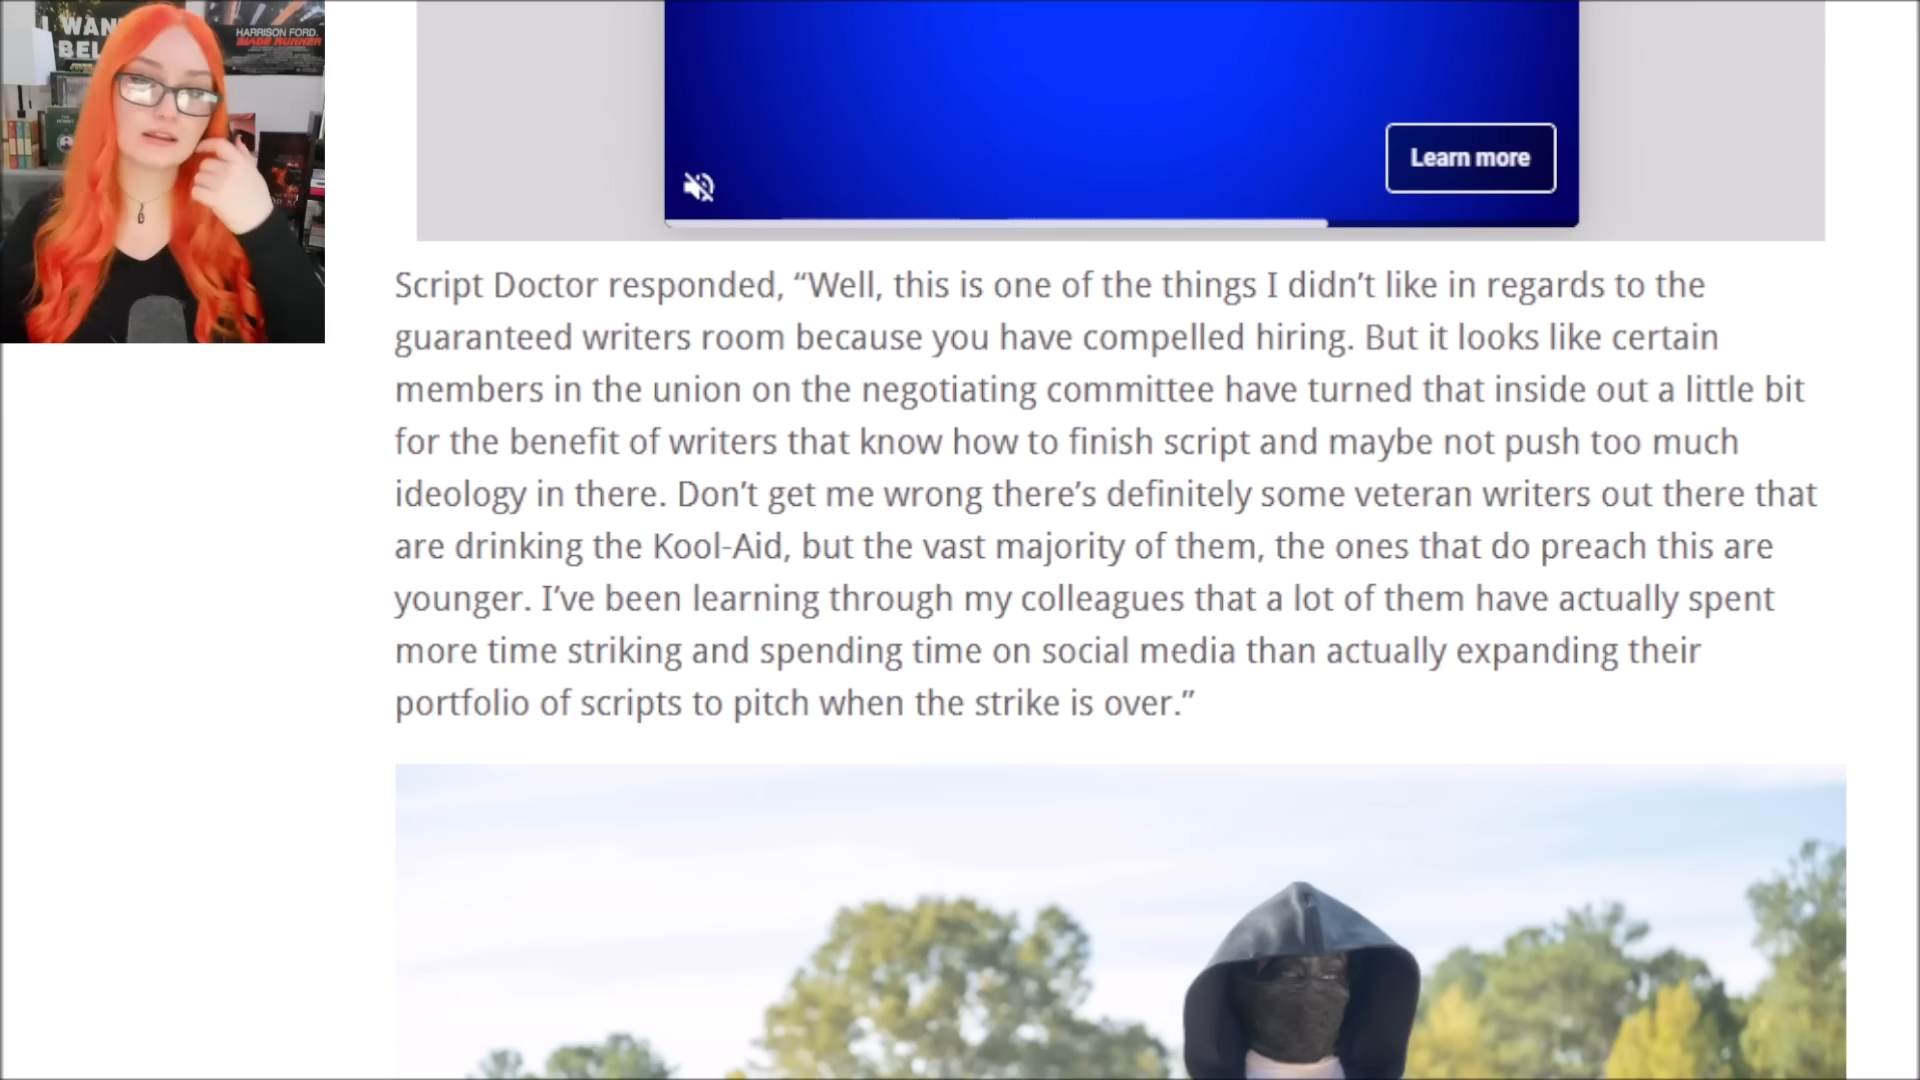 I WAN
BEL
HARRISON FORD.
BLADE RUNNER
Learn more
Script Doctor responded, “Well, this is one of the things I didn’t like in regards to the
guaranteed writers room because you have compelled hiring. But it looks like certain
members in the union on the negotiating committee have turned that inside out a little bit
for the benefit of writers that know how to finish script and maybe not push too much
ideology in there. Don’t get me wrong there’s definitely some veteran writers out there that
are drinking the Kool-Aid, but the vast majority of them, the ones that do preach this are
younger. I’ve been learning through my colleagues that a lot of them have actually spent
more time striking and spending time on social media than actually expanding their
portfolio of scripts to pitch when the strike is over.”